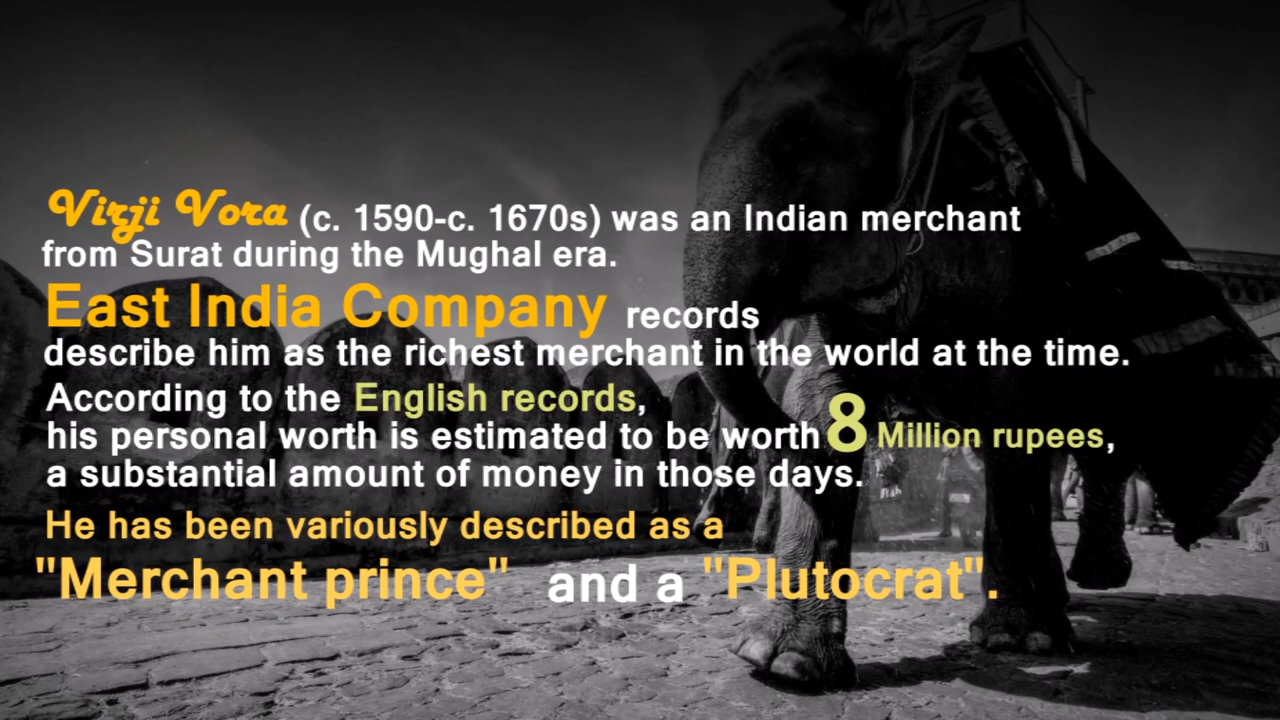 Virji Vora (c. 1590-c. 1670s) was an Indian merchant
from Surat during the Mughal era.
East India Company records
describe him as the richest merchant in the world at the time.
According to the English records,
his personal worth is estimated to be worth 8 Million rupees,
a substantial amount of money in those days.
He has been variously described as a
"Merchant prince" and a "Plutocrat".